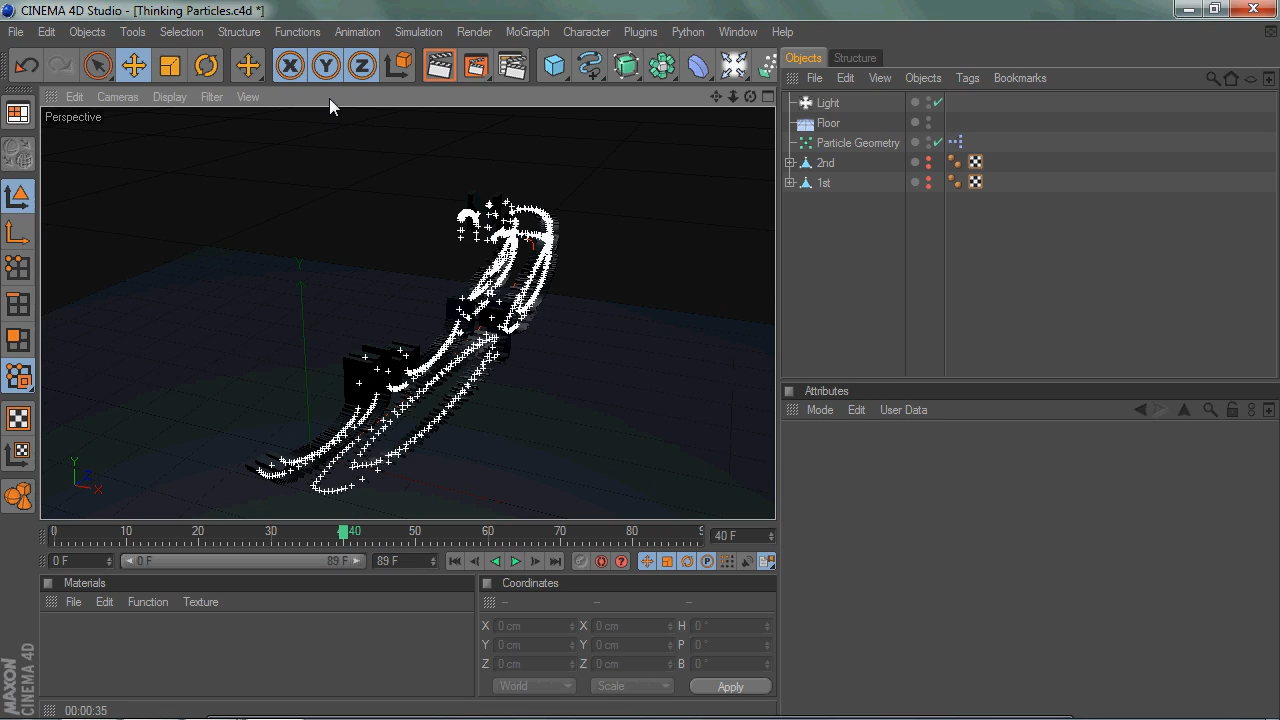 CINEMA 4D Studio - [Thinking Particles.c4d *]
File Edit Objects Tools Selection Structure Functions Animation Simulation Render MoGraph Character Plugins Python Window Help
X Y Z
Objects Structure
File Edit View Objects Tags Bookmarks
Edit Cameras Display Filter View
Perspective
Light
Floor
Particle Geometry
2nd
1st
Attributes
Mode Edit User Data
Y
Y Z X
0 10 20 30 40 50 60 70 80 40 F
0 F 0 F 89 F 89 F
Materials
File Edit Function Texture
Coordinates
-- -- --
X 0 cm X 0 cm H 0 °
Y 0 cm Y 0 cm P 0 °
Z 0 cm Z 0 cm B 0 °
World Scale Apply
MAXON
CINEMA 4D
00:00:35